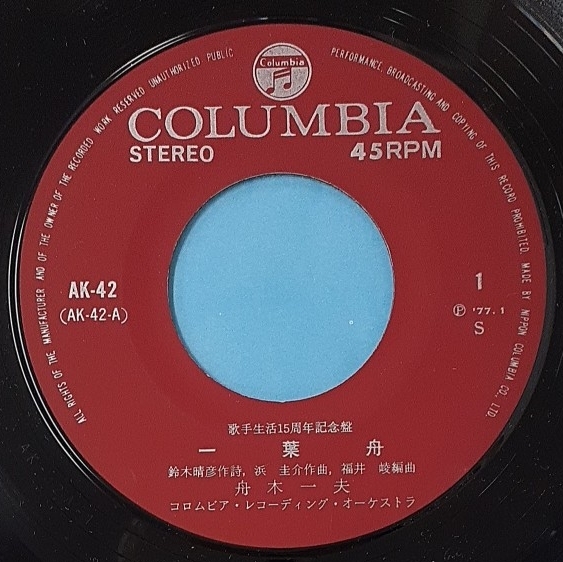 Columbia
COLUMBIA
STEREO 45RPM
ALL RIGHTS OF THE MANUFACTURER AND OF THE OWNER OF THE RECORDED WORK RESERVED UNAUTHORIZED PUBLIC PERFORMANCE, BROADCASTING AND COPYING OF THIS RECORD PROHIBITED. MADE BY NIPPON COLUMBIA CO., LTD.
AK-42
(AK-42-A)
1
Ⓟ '77.1
S
歌手生活15周年記念盤
一葉舟
鈴木晴彦作詩, 浜 圭介作曲, 福井 崚編曲
舟木一夫
コロムビア・レコーディング・オーケストラ